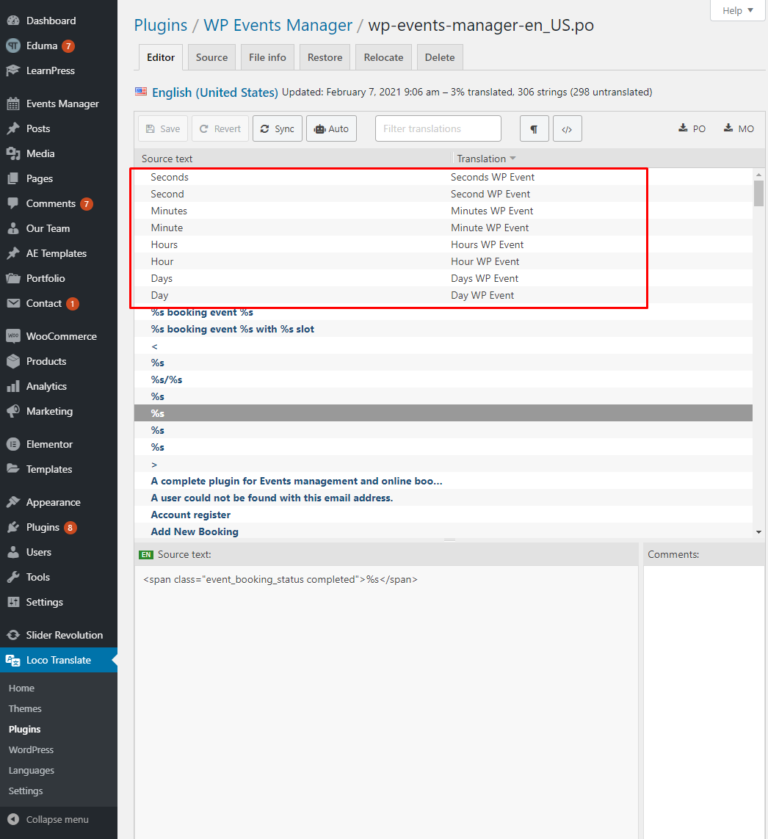 Dashboard
Eduma 7
LearnPress
Events Manager
Posts
Media
Pages
Comments 7
Our Team
AE Templates
Portfolio
Contact 1
WooCommerce
Products
Analytics
Marketing
Elementor
Templates
Appearance
Plugins 8
Users
Tools
Settings
Slider Revolution
Loco Translate
Home
Themes
Plugins
WordPress
Languages
Settings
Collapse menu
Help
Plugins / WP Events Manager / wp-events-manager-en_US.po
Editor Source File info Restore Relocate Delete
English (United States) Updated: February 7, 2021 9:06 am – 3% translated, 306 strings (298 untranslated)
Save Revert Sync Auto Filter translations ¶ </> PO MO
Source text Translation
Seconds Seconds WP Event
Second Second WP Event
Minutes Minutes WP Event
Minute Minute WP Event
Hours Hours WP Event
Hour Hour WP Event
Days Days WP Event
Day Day WP Event
%s booking event %s
%s booking event %s with %s slot
<
%s
%s/%s
%s
%s
%s
%s
>
A complete plugin for Events management and online boo...
A user could not be found with this email address.
Account register
Add New Booking
EN Source text: Comments:
<span class="event_booking_status completed">%s</span>